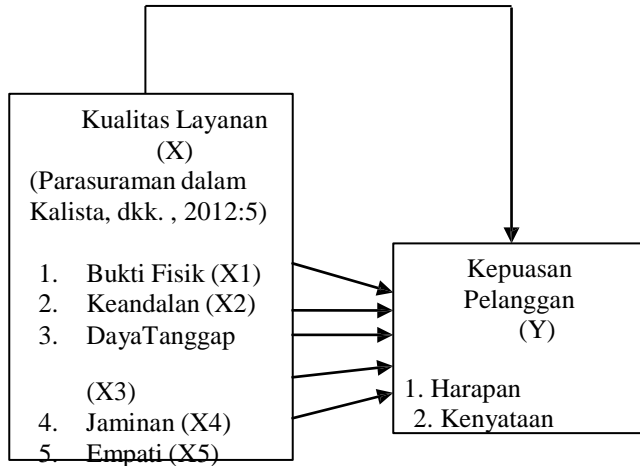 Kualitas Layanan
(X)
(Parasuraman dalam
Kalista, dkk. , 2012:5)
1. Bukti Fisik (X1)
2. Keandalan (X2)
3. DayaTanggap
(X3)
4. Jaminan (X4)
5. Empati (X5)
Kepuasan
Pelanggan
(Y)
1. Harapan
2. Kenyataan